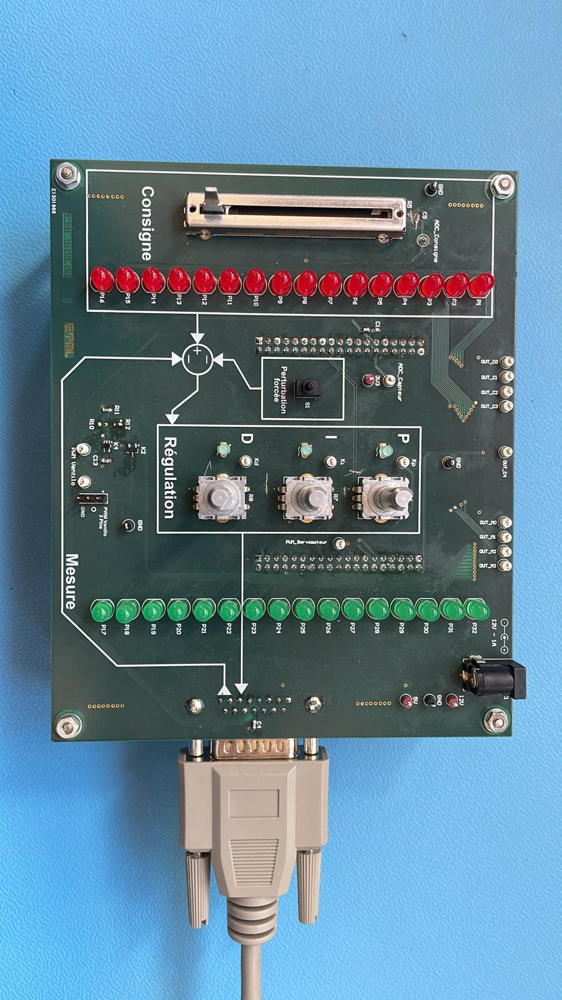 E1501968
Consigne
R5
C5
GND
ADC_Consigne
P16
P15
P14
P13
P12
P11
P10
P9
P8
P7
P6
P5
P4
P3
P2
P1
ETML
C16
3V3
ADC_Capteur
OUT_C0
OUT_C1
OUT_C2
OUT_C3
OUT_C4
+
Perturbation
forcée
S1
Régulation
D
I
P
Kd
Ki
Kp
R8
R7
GND
R11
R10
R12
K4
K2
C13
PWM Ventilo
PWM Ventilo
3 Pins
GND
GND
PWM_Servomoteur
OUT_M0
OUT_M1
OUT_M2
OUT_M3
Mesure
P17
P18
P19
P20
P21
P22
P23
P24
P25
P26
P27
P28
P29
P30
P31
P32
12V - 1A
5V
GND
12V
C4